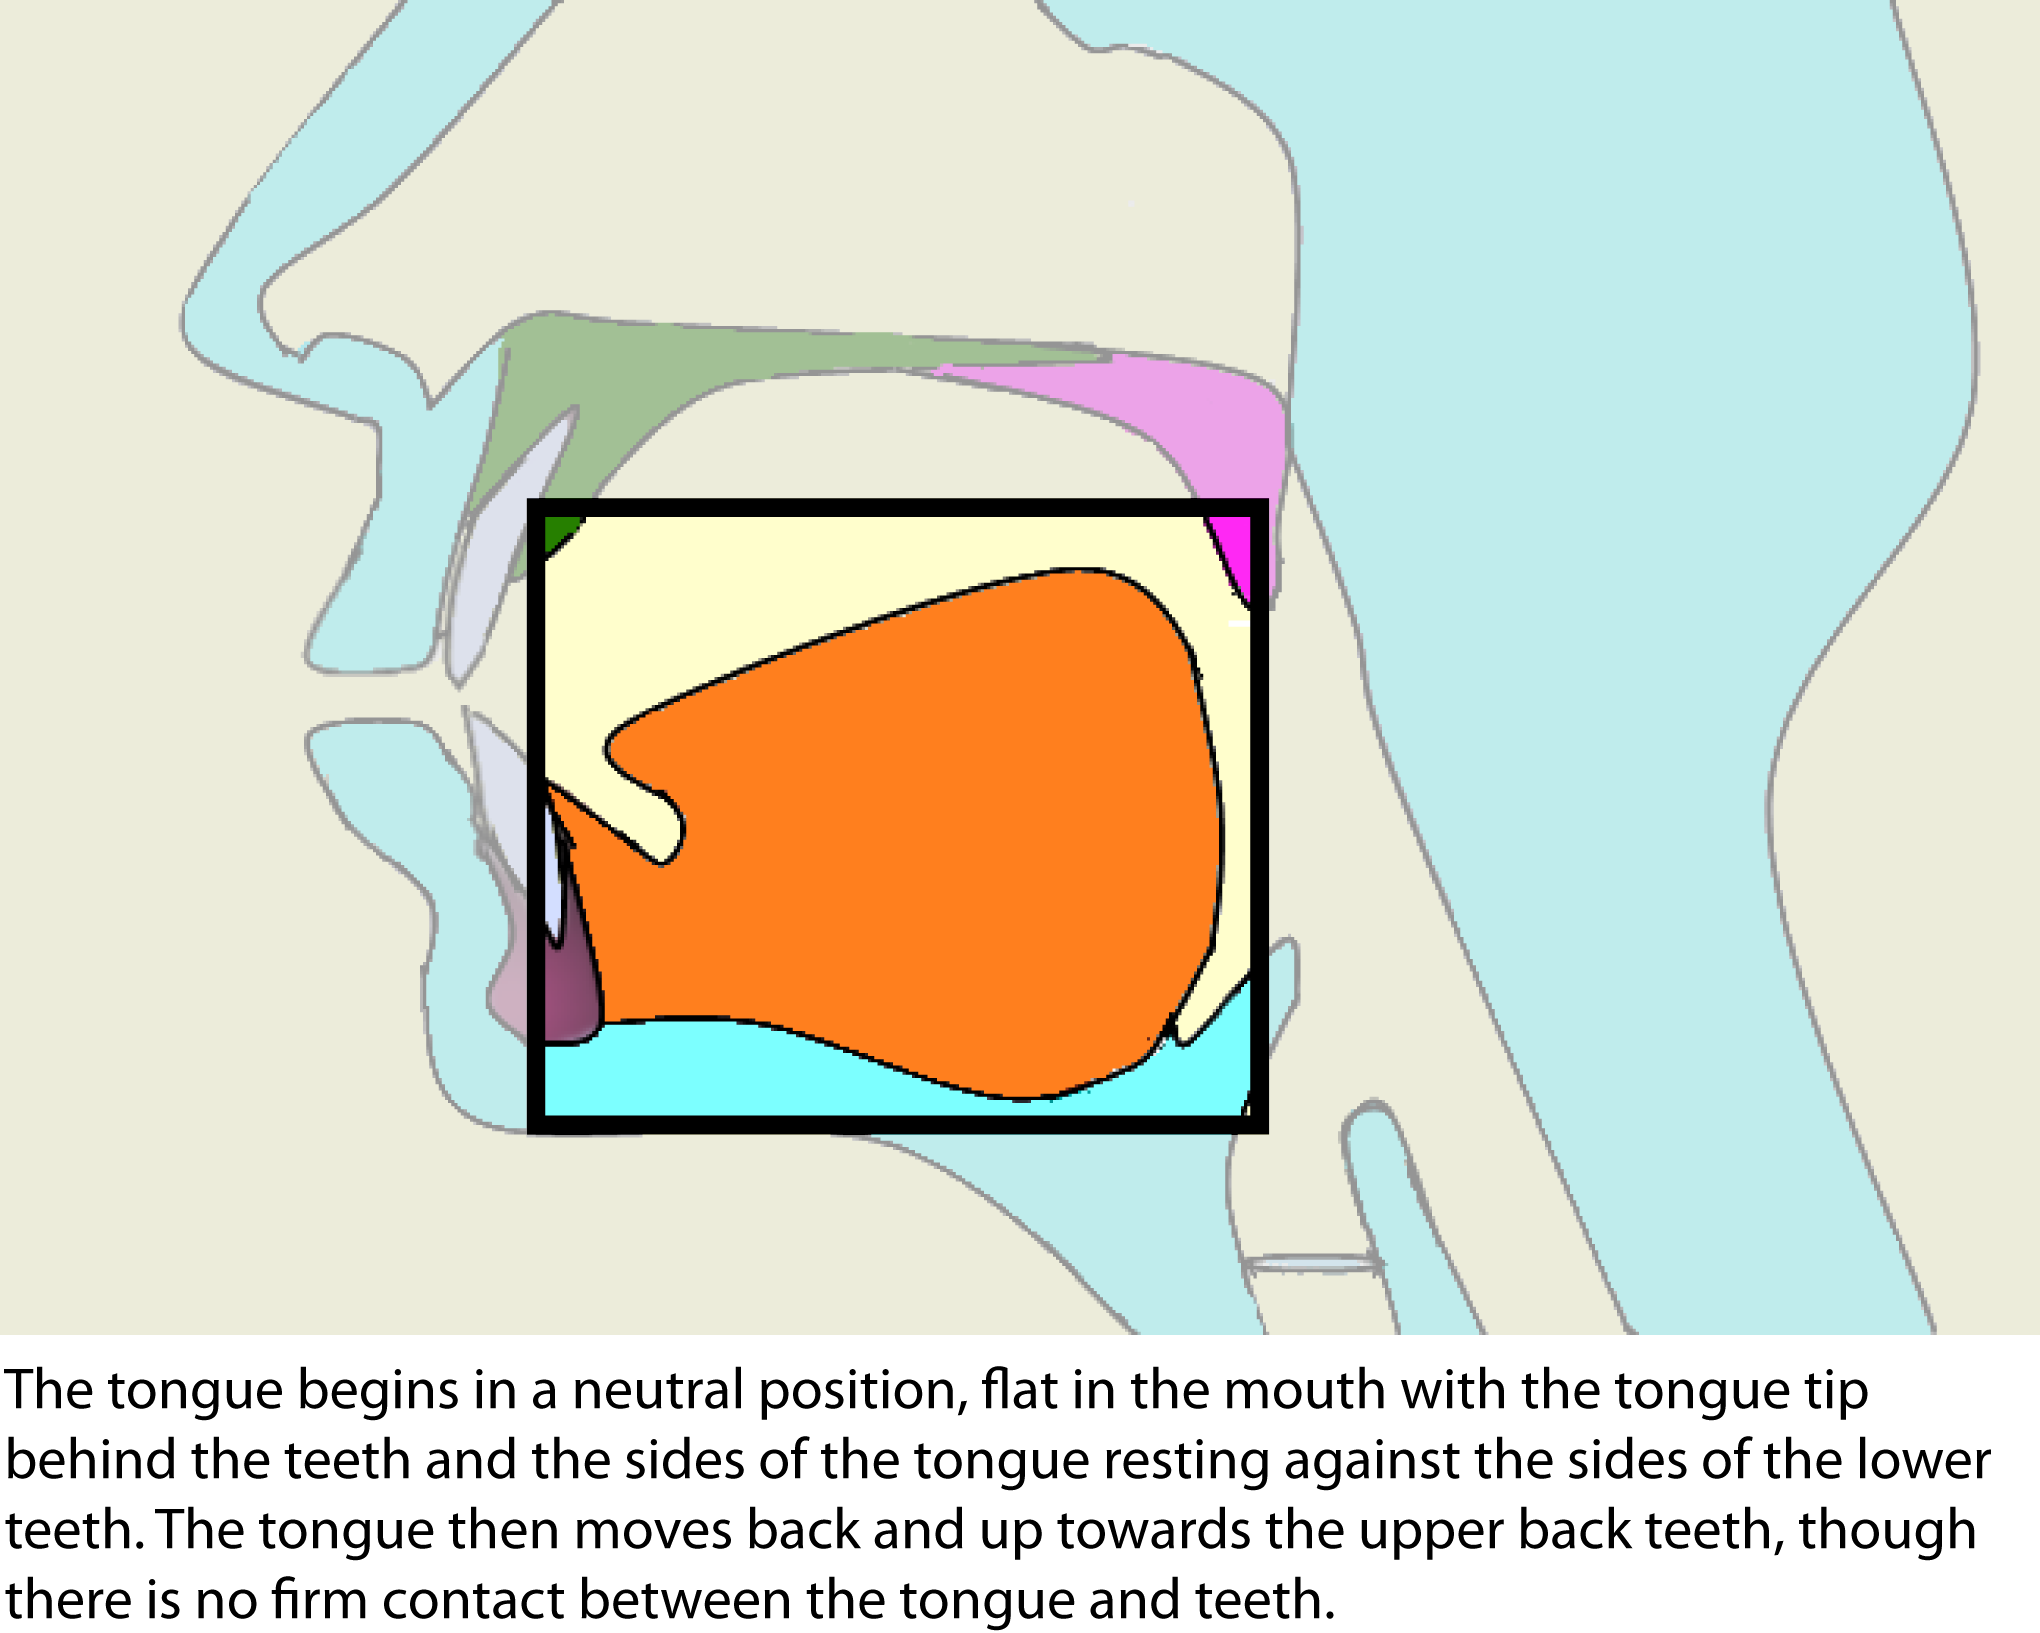 The tongue begins in a neutral position, flat in the mouth with the tongue tip
behind the teeth and the sides of the tongue resting against the sides of the lower
teeth. The tongue then moves back and up towards the upper back teeth, though
there is no firm contact between the tongue and teeth.